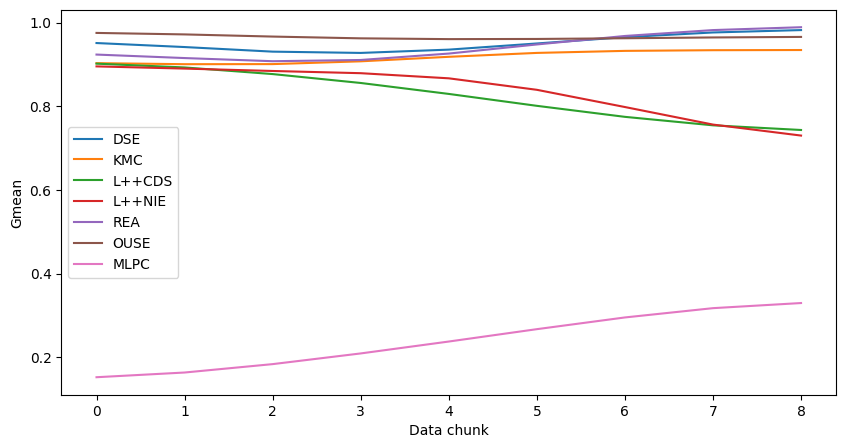 1.0
0.8
0.6
0.4
0.2
Gmean
DSE
KMC
L++CDS
L++NIE
REA
OUSE
MLPC
0 1 2 3 4 5 6 7 8
Data chunk